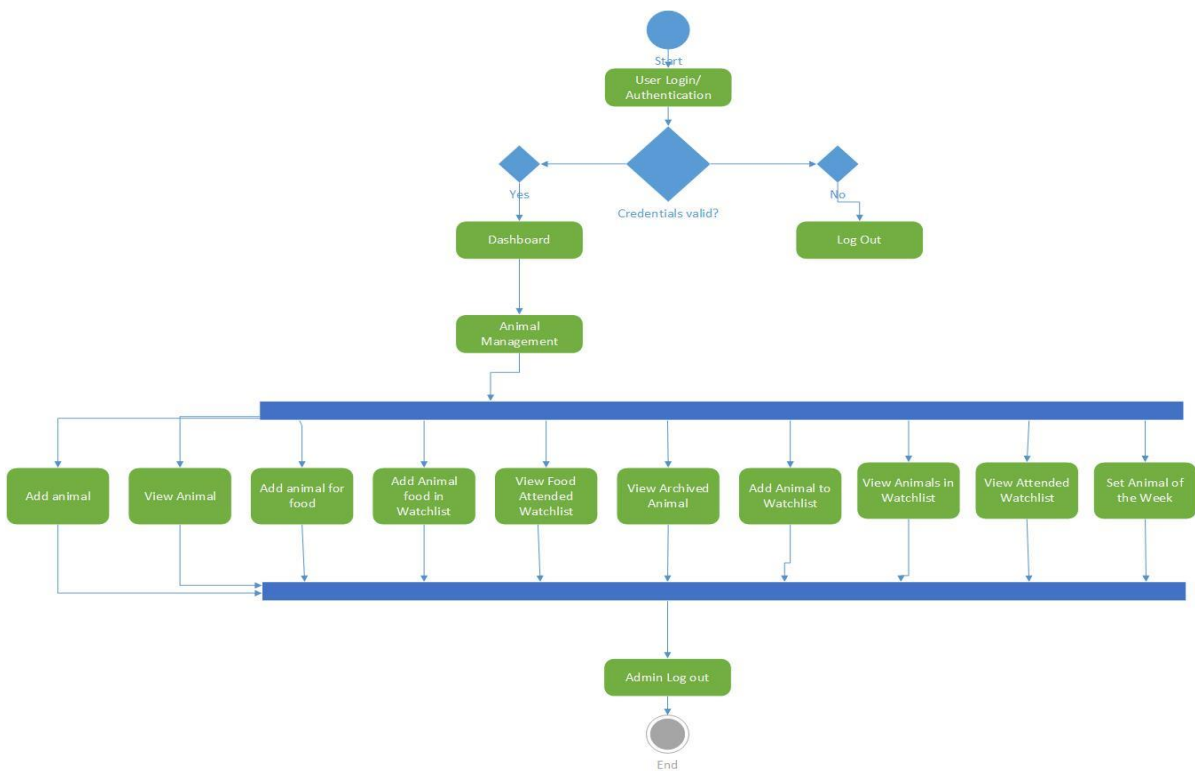 Start
User Login/
Authentication
Yes
Credentials valid?
No
Dashboard
Log Out
Animal
Management
Add animal
View Animal
Add animal for
food
Add Animal
food in
Watchlist
View Food
Attended
Watchlist
View Archived
Animal
Add Animal to
Watchlist
View Animals in
Watchlist
View Attended
Watchlist
Set Animal of
the Week
Admin Log out
End